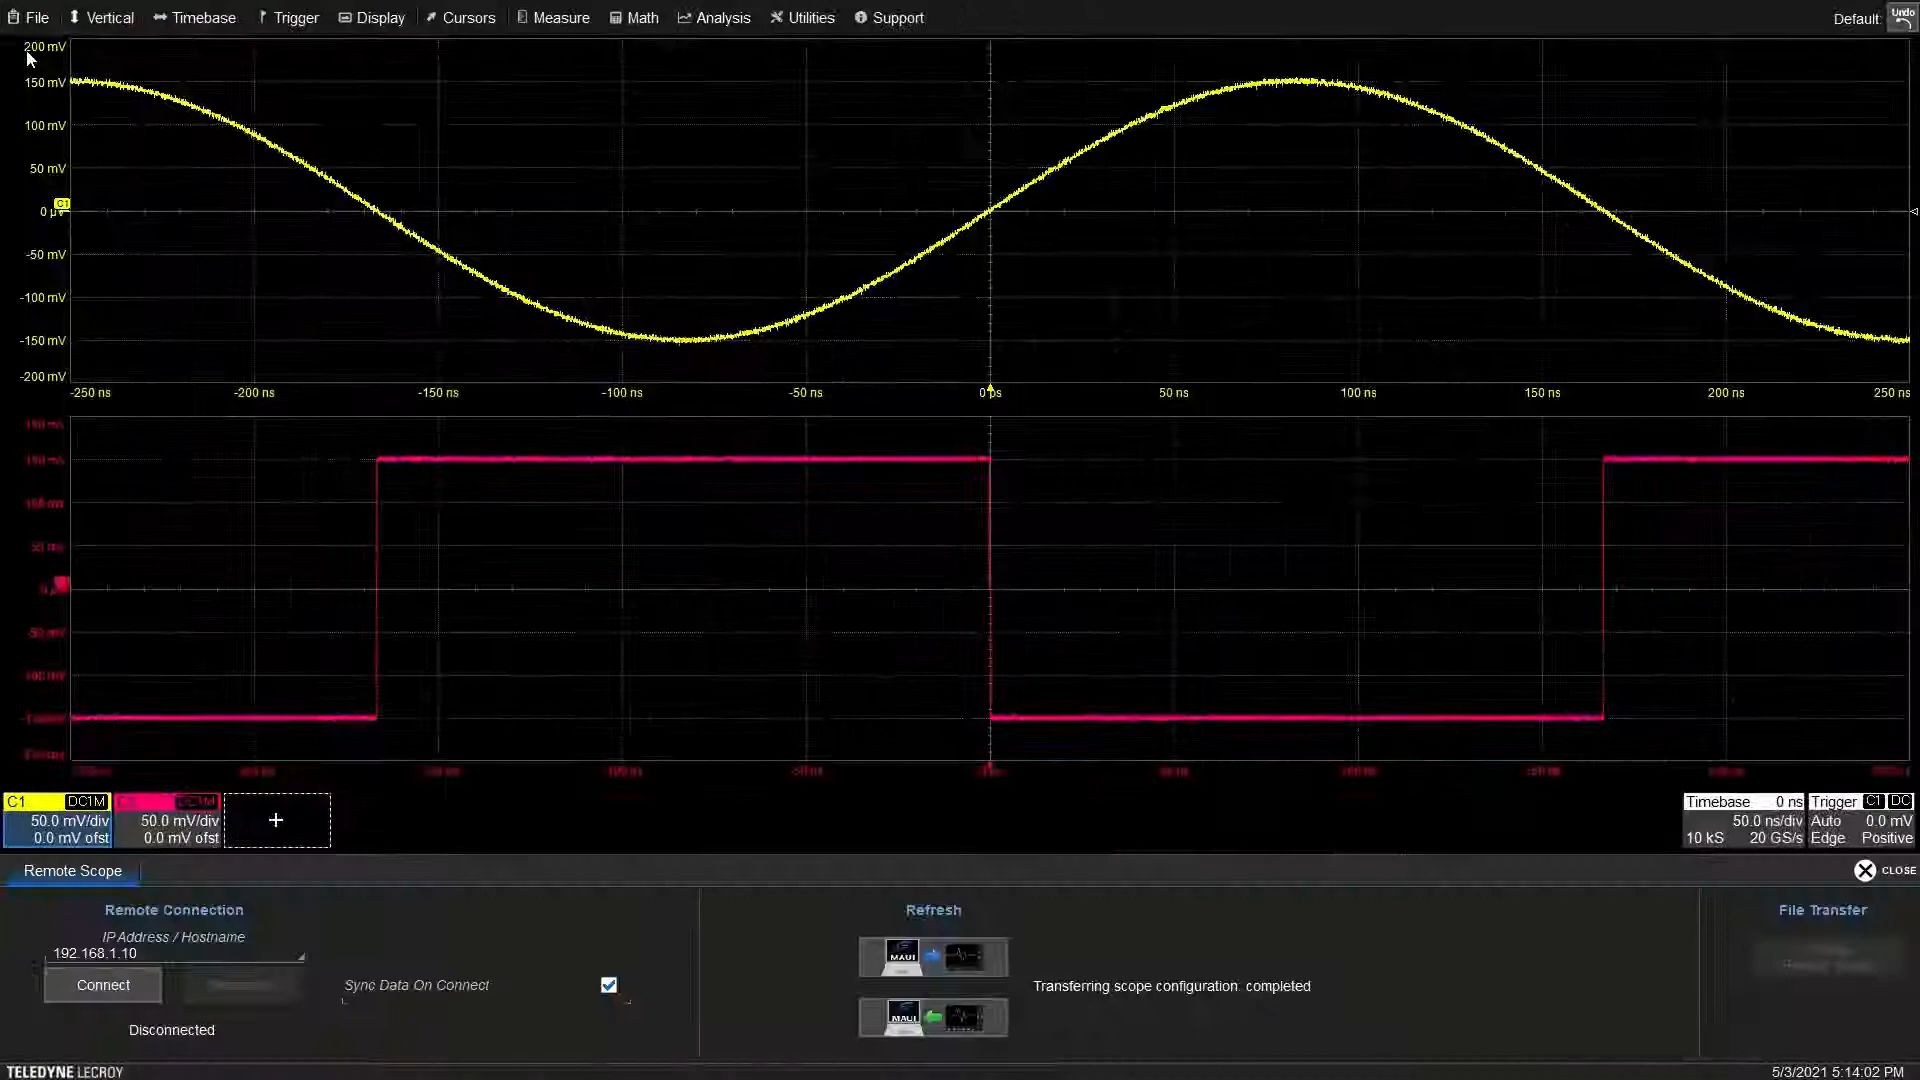 File Vertical Timebase Trigger Display Cursors Measure Math Analysis Utilities Support Default: Undo
200 mV
150 mV
100 mV
50 mV
C1
0 µV
-50 mV
-100 mV
-150 mV
-200 mV
-250 ns -200 ns -150 ns -100 ns -50 ns 50 ns 100 ns 150 ns 200 ns 250 ns
C1 DC1M
50.0 mV/div
0.0 mV ofst
DC1M
50.0 mV/div
0.0 mV ofst
+
Timebase 0 ns
50.0 ns/div
10 kS 20 GS/s
Trigger C1 DC
Auto 0.0 mV
Edge Positive
Remote Scope
CLOSE
Remote Connection
IP Address / Hostname
192.168.1.10
Connect
Sync Data On Connect
Disconnected
Refresh
MAUI
Transferring scope configuration: completed
MAUI
File Transfer
TELEDYNE LECROY
5/3/2021 5:14:02 PM